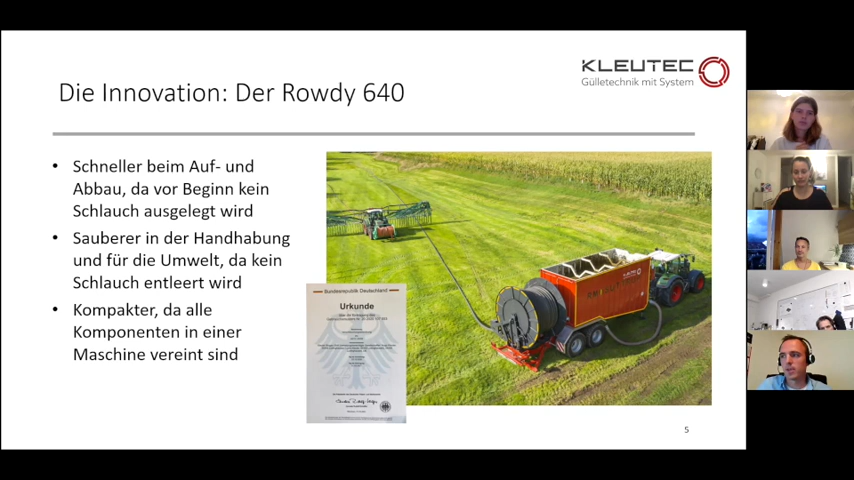 KLEUTEC
Gülletechnik mit System
Die Innovation: Der Rowdy 640
• Schneller beim Auf- und
Abbau, da vor Beginn kein
Schlauch ausgelegt wird
• Sauberer in der Handhabung
und für die Umwelt, da kein
Schlauch entleert wird
• Kompakter, da alle
Komponenten in einer
Maschine vereint sind
KLEUTEC
Bundesrepublik Deutschland
Urkunde
5